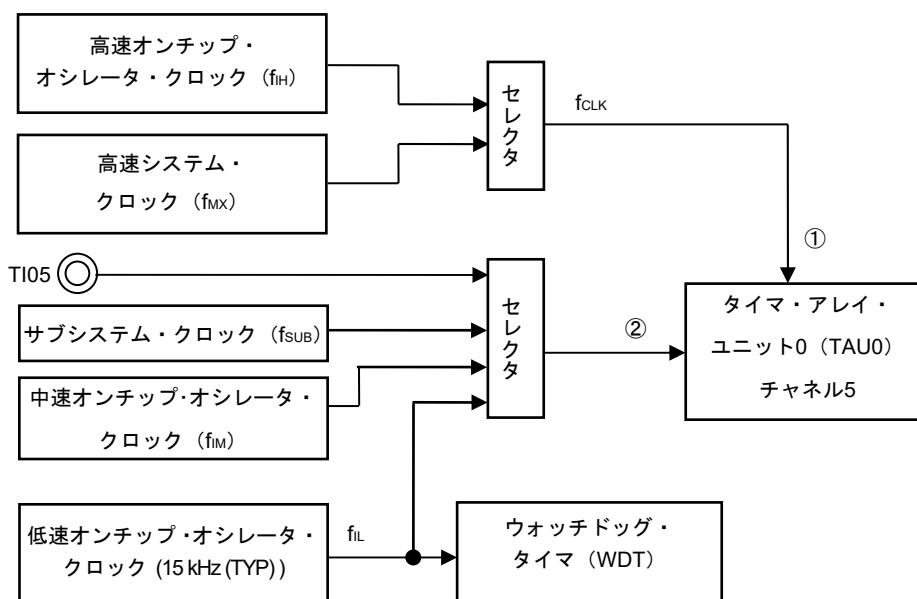 高速オンチップ・
オシレータ・クロック（fIH）
セレクタ
fCLK
高速システム・
クロック（fMX）
①
TI05
セレクタ
②
タイマ・アレイ・
ユニット0（TAU0）
チャネル5
サブシステム・クロック（fSUB）
中速オンチップ・オシレータ・
クロック（fIM）
低速オンチップ・オシレータ・
クロック (15 kHz (TYP) )
fIL
ウォッチドッグ・
タイマ（WDT）